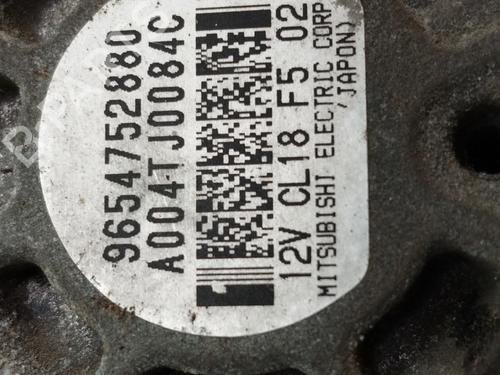 9654752880
A004TJ0084C
12V CL18 F5 02
MITSUBISHI ELECTRIC CORP
(JAPON)